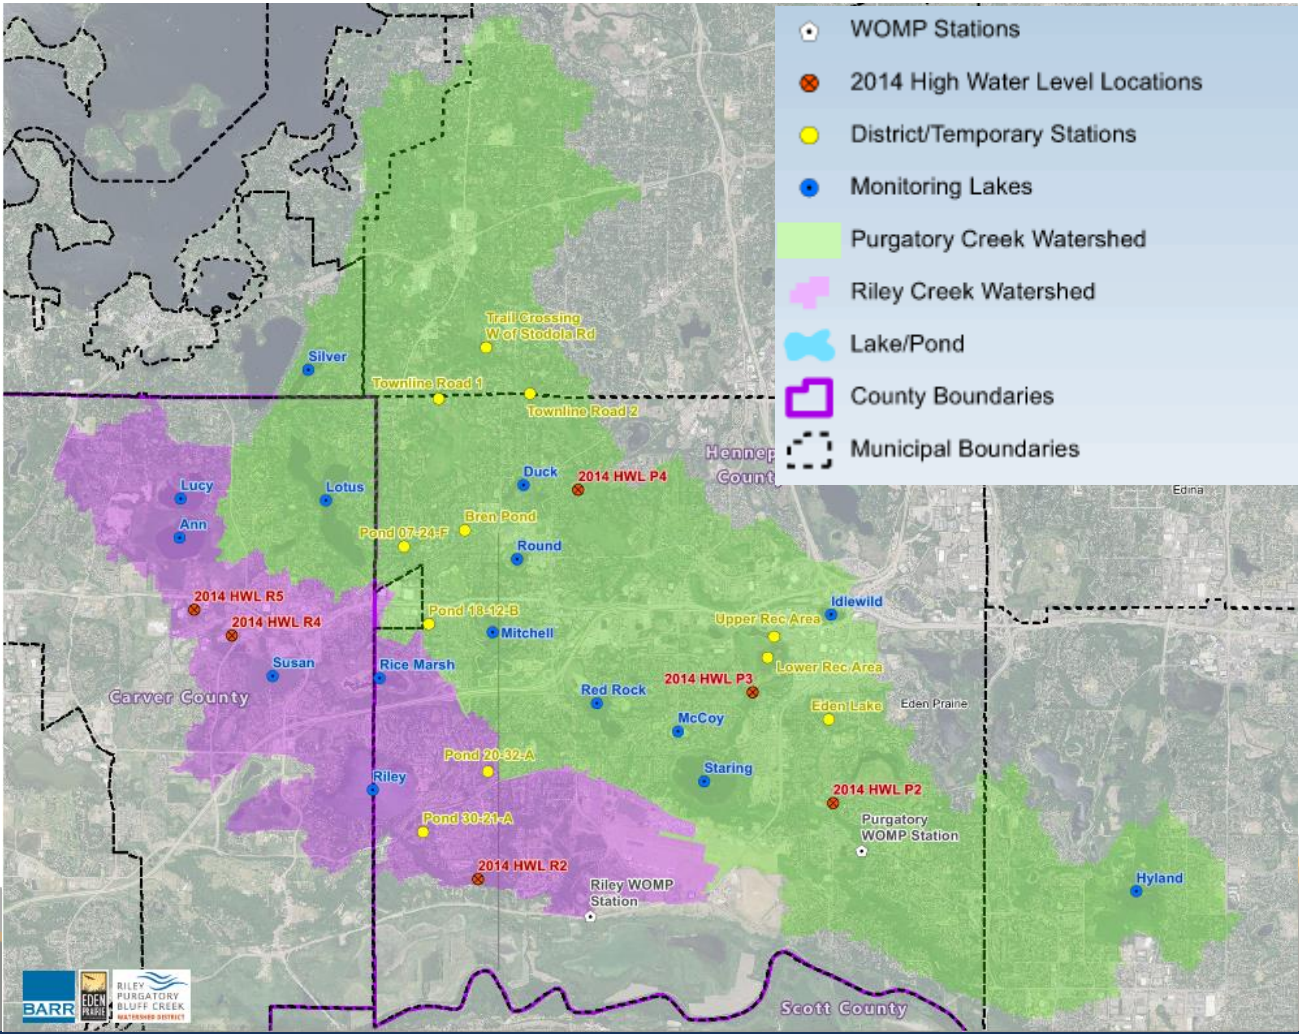 WOMP Stations
2014 High Water Level Locations
District/Temporary Stations
Monitoring Lakes
Purgatory Creek Watershed
Riley Creek Watershed
Lake/Pond
County Boundaries
Municipal Boundaries
Trail Crossing
W of Stodola Rd
Silver
Townline Road 1
Townline Road 2
Hennep
County
Duck
2014 HWL P4
Lucy
Lotus
Edina
Ann
Bren Pond
Pond 07-24-F
Round
2014 HWL R5
2014 HWL R4
Pond 18-12-B
Mitchell
Idlewild
Upper Rec Area
Lower Rec Area
Susan
Rice Marsh
2014 HWL P3
Carver County
Red Rock
McCoy
Eden Lake
Eden Prairie
Pond 20-32-A
Riley
Staring
2014 HWL P2
Pond 30-21-A
Purgatory
WOMP Station
2014 HWL R2
Riley WOMP
Station
Hyland
Scott County
BARR
EDEN
PRAIRIE
RILEY
PURGATORY
BLUFF CREEK
WATERSHED DISTRICT